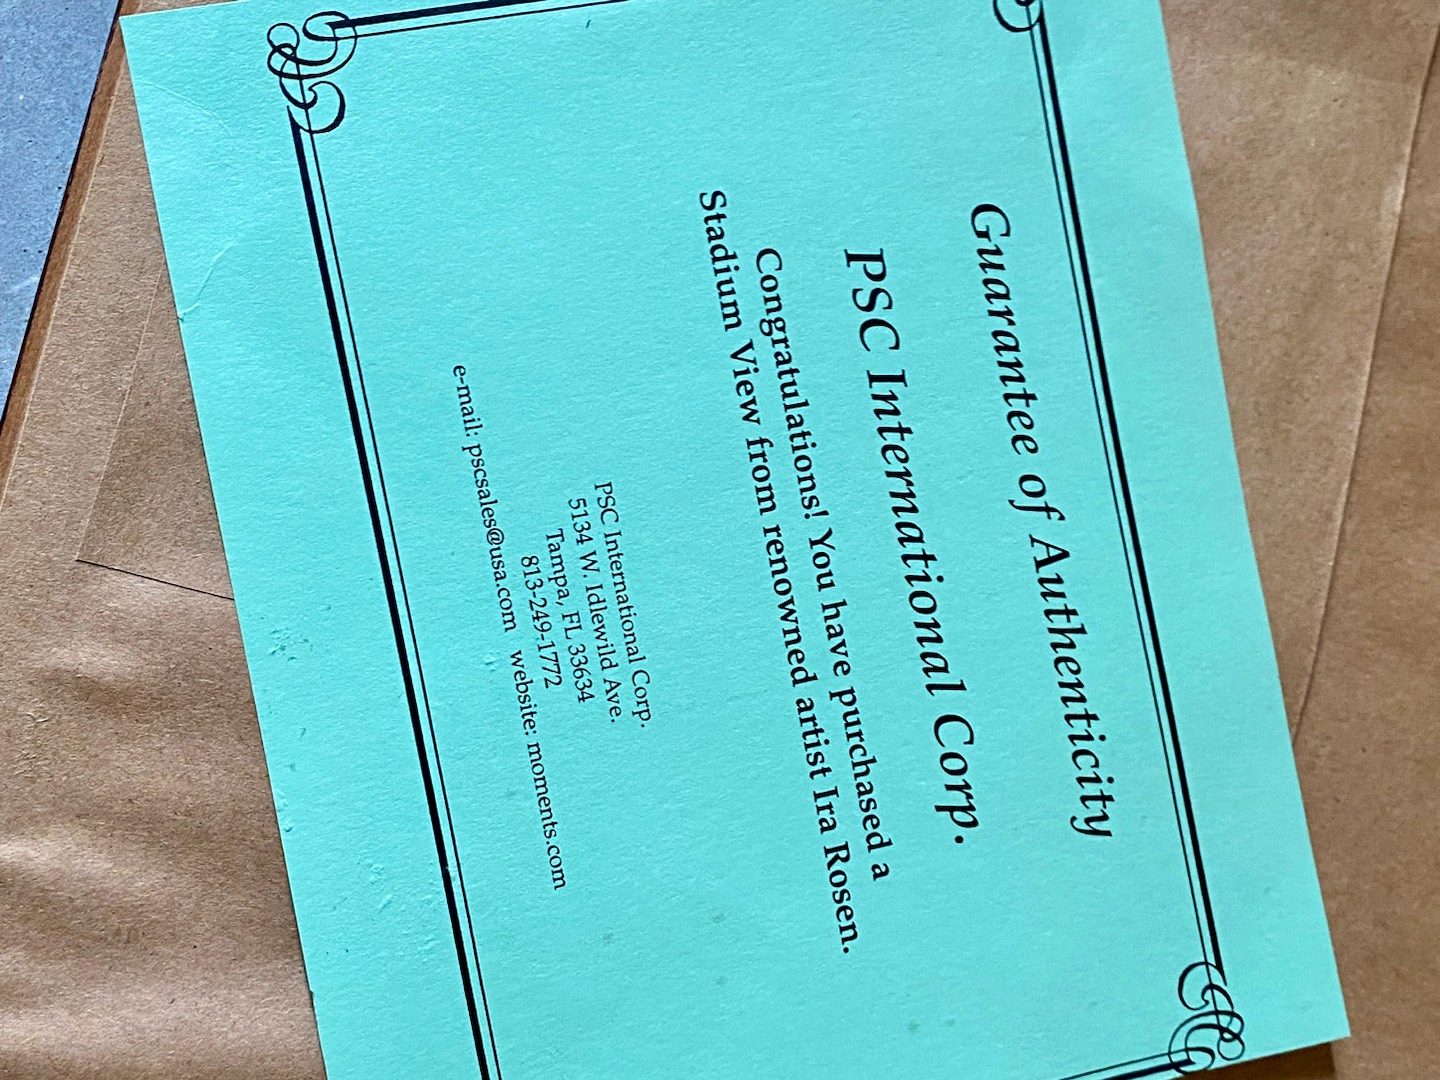 Guarantee of Authenticity
PSC International Corp.
Congratulations! You have purchased a
Stadium View from renowned artist Ira Rosen.
PSC International Corp.
5134 W. Idlewild Ave.
Tampa, FL 33634
813-249-1772
e-mail: pscsales@usa.com website: moments.com